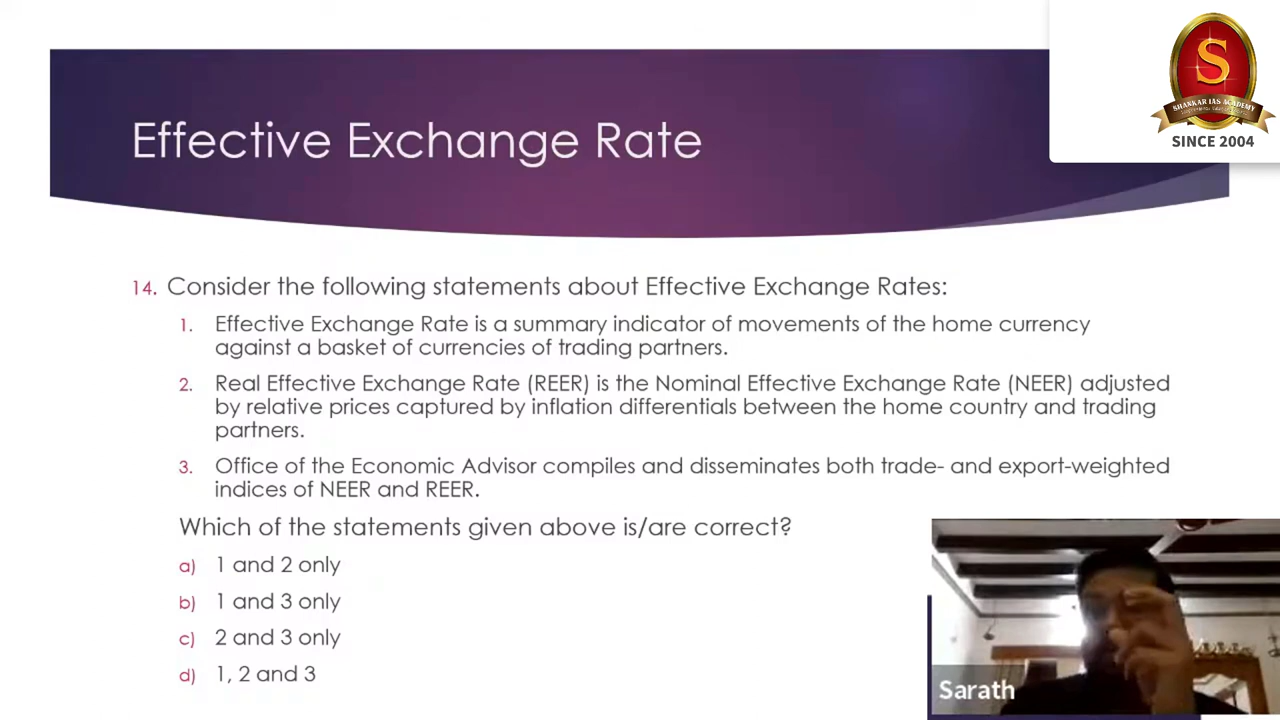 S
SHANKAR IAS ACADEMY
SINCE 2004
Effective Exchange Rate
14. Consider the following statements about Effective Exchange Rates:
1. Effective Exchange Rate is a summary indicator of movements of the home currency
against a basket of currencies of trading partners.
2. Real Effective Exchange Rate (REER) is the Nominal Effective Exchange Rate (NEER) adjusted
by relative prices captured by inflation differentials between the home country and trading
partners.
3. Office of the Economic Advisor compiles and disseminates both trade- and export-weighted
indices of NEER and REER.
Which of the statements given above is/are correct?
a) 1 and 2 only
b) 1 and 3 only
c) 2 and 3 only
d) 1, 2 and 3
Sarath